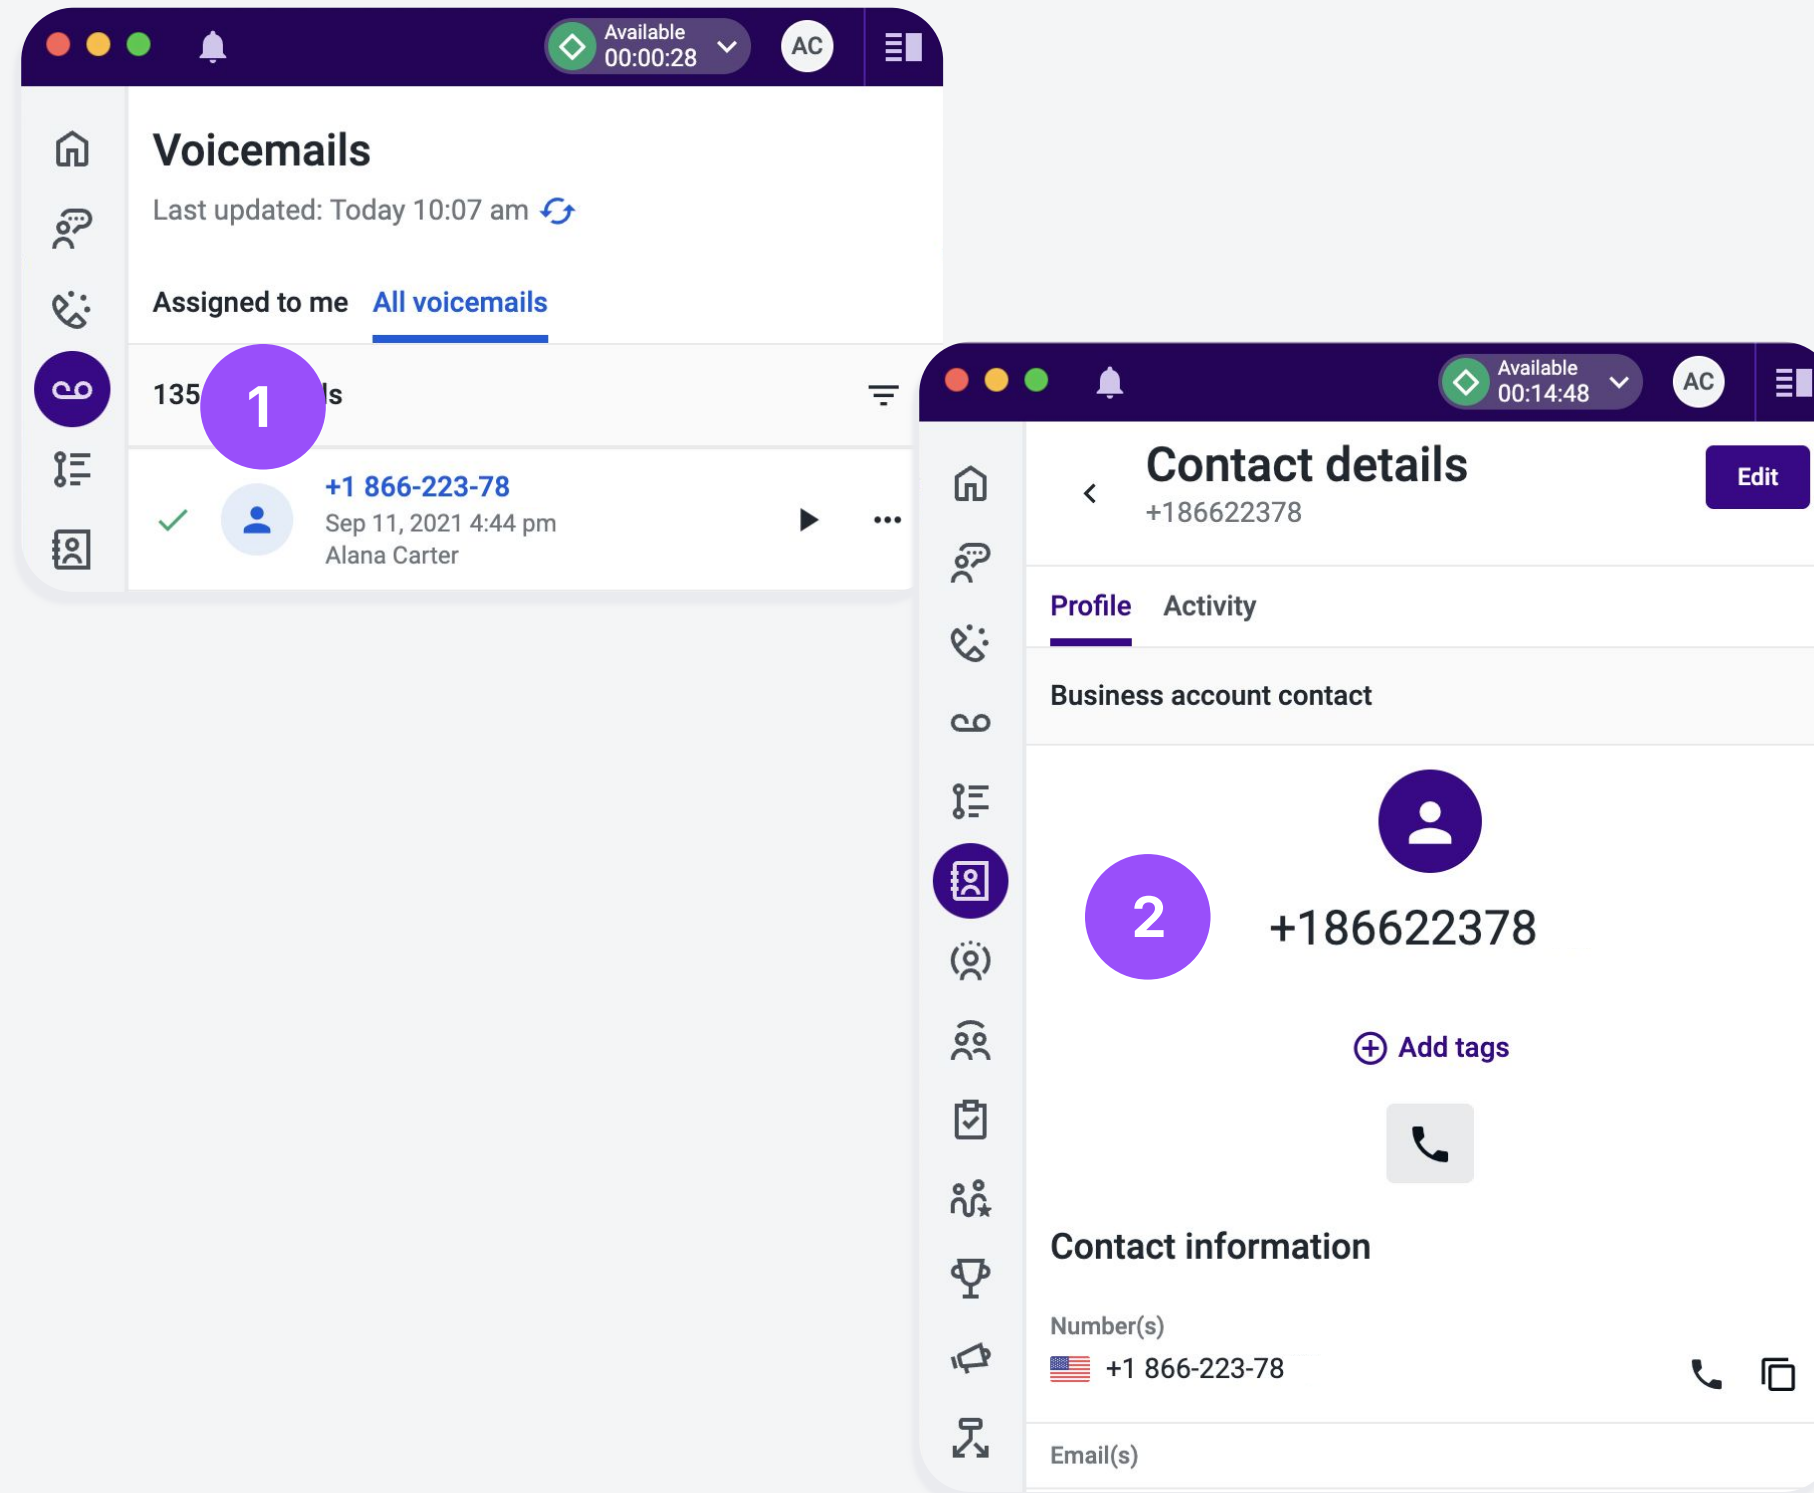 Available
00:00:28
AC
Voicemails
Last updated: Today 10:07 am
Assigned to me
All voicemails
135
1
+1 866-223-78
Sep 11, 2021 4:44 pm
Alana Carter
Available
00:14:48
AC
Contact details
+186622378
Edit
Profile
Activity
Business account contact
2
+186622378
Add tags
Contact information
Number(s)
+1 866-223-78
Email(s)